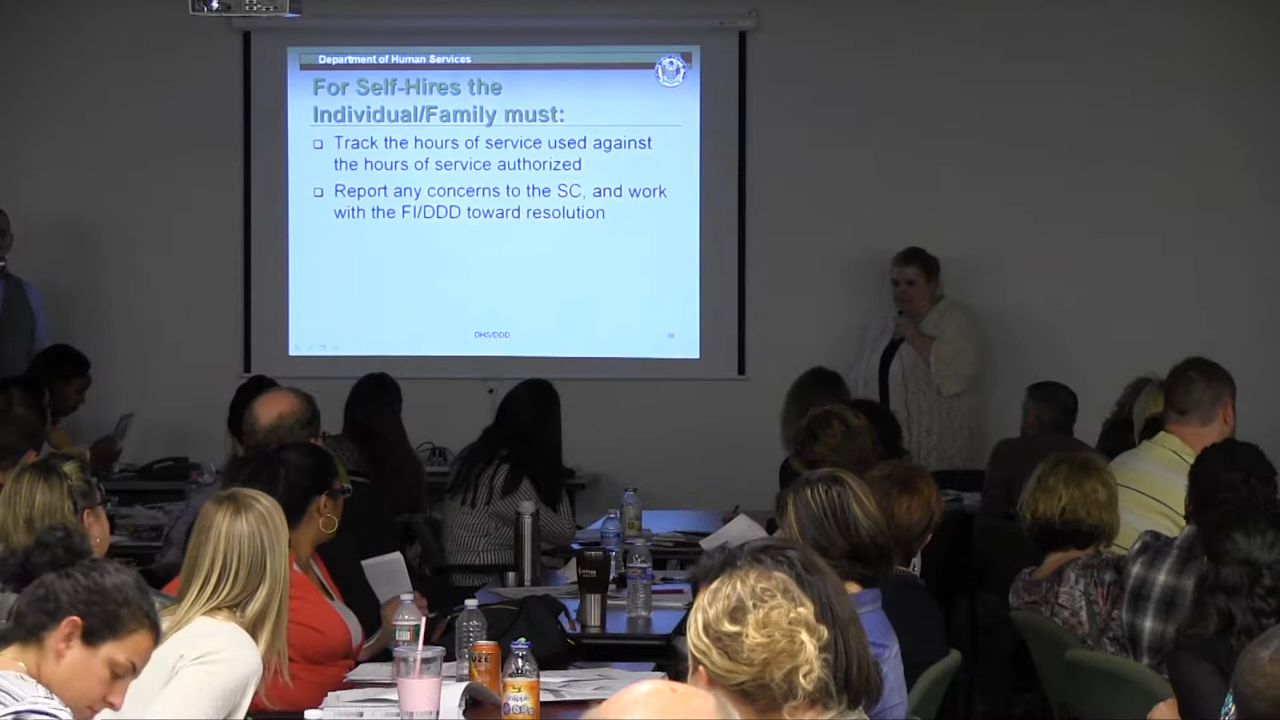 Department of Human Services
For Self-Hires the
Individual/Family must:
Track the hours of service used against
the hours of service authorized
Report any concerns to the SC, and work
with the FI/DDD toward resolution
DHS/DDD